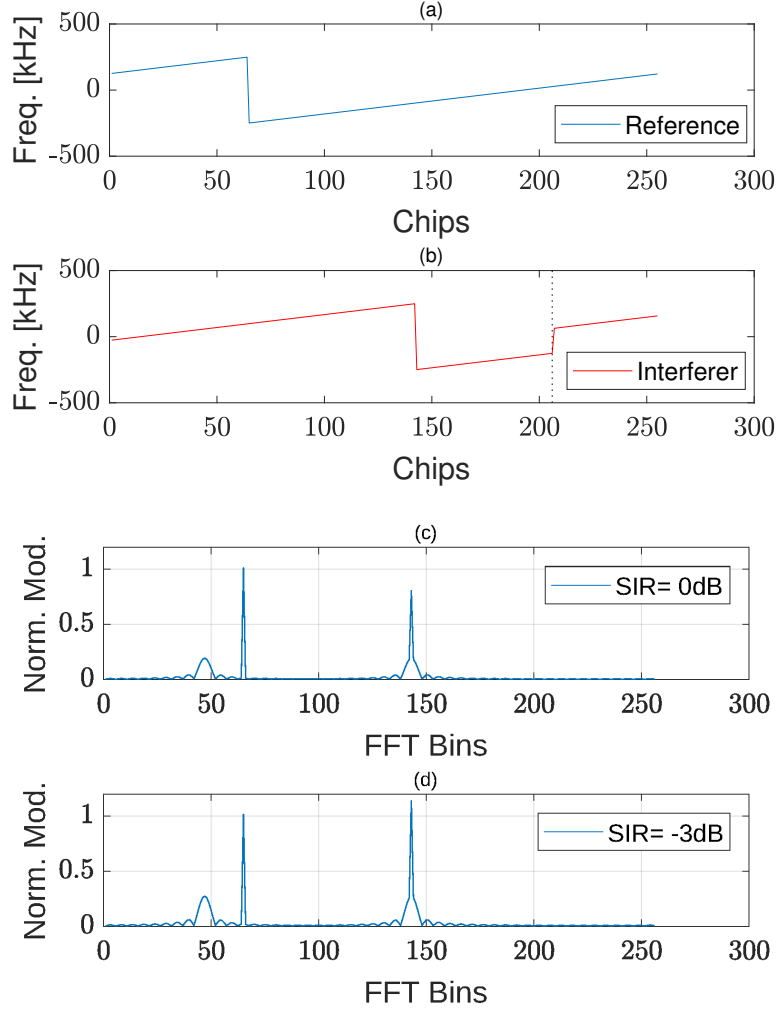 (a)
500
0
-500
Freq. [kHz]
Reference
0 50 100 150 200 250 300
Chips
(b)
500
0
-500
Freq. [kHz]
Interferer
0 50 100 150 200 250 300
Chips
(c)
1
0.5
0
Norm. Mod.
SIR= 0dB
0 50 100 150 200 250 300
FFT Bins
(d)
1
0.5
0
Norm. Mod.
SIR= -3dB
0 50 100 150 200 250 300
FFT Bins